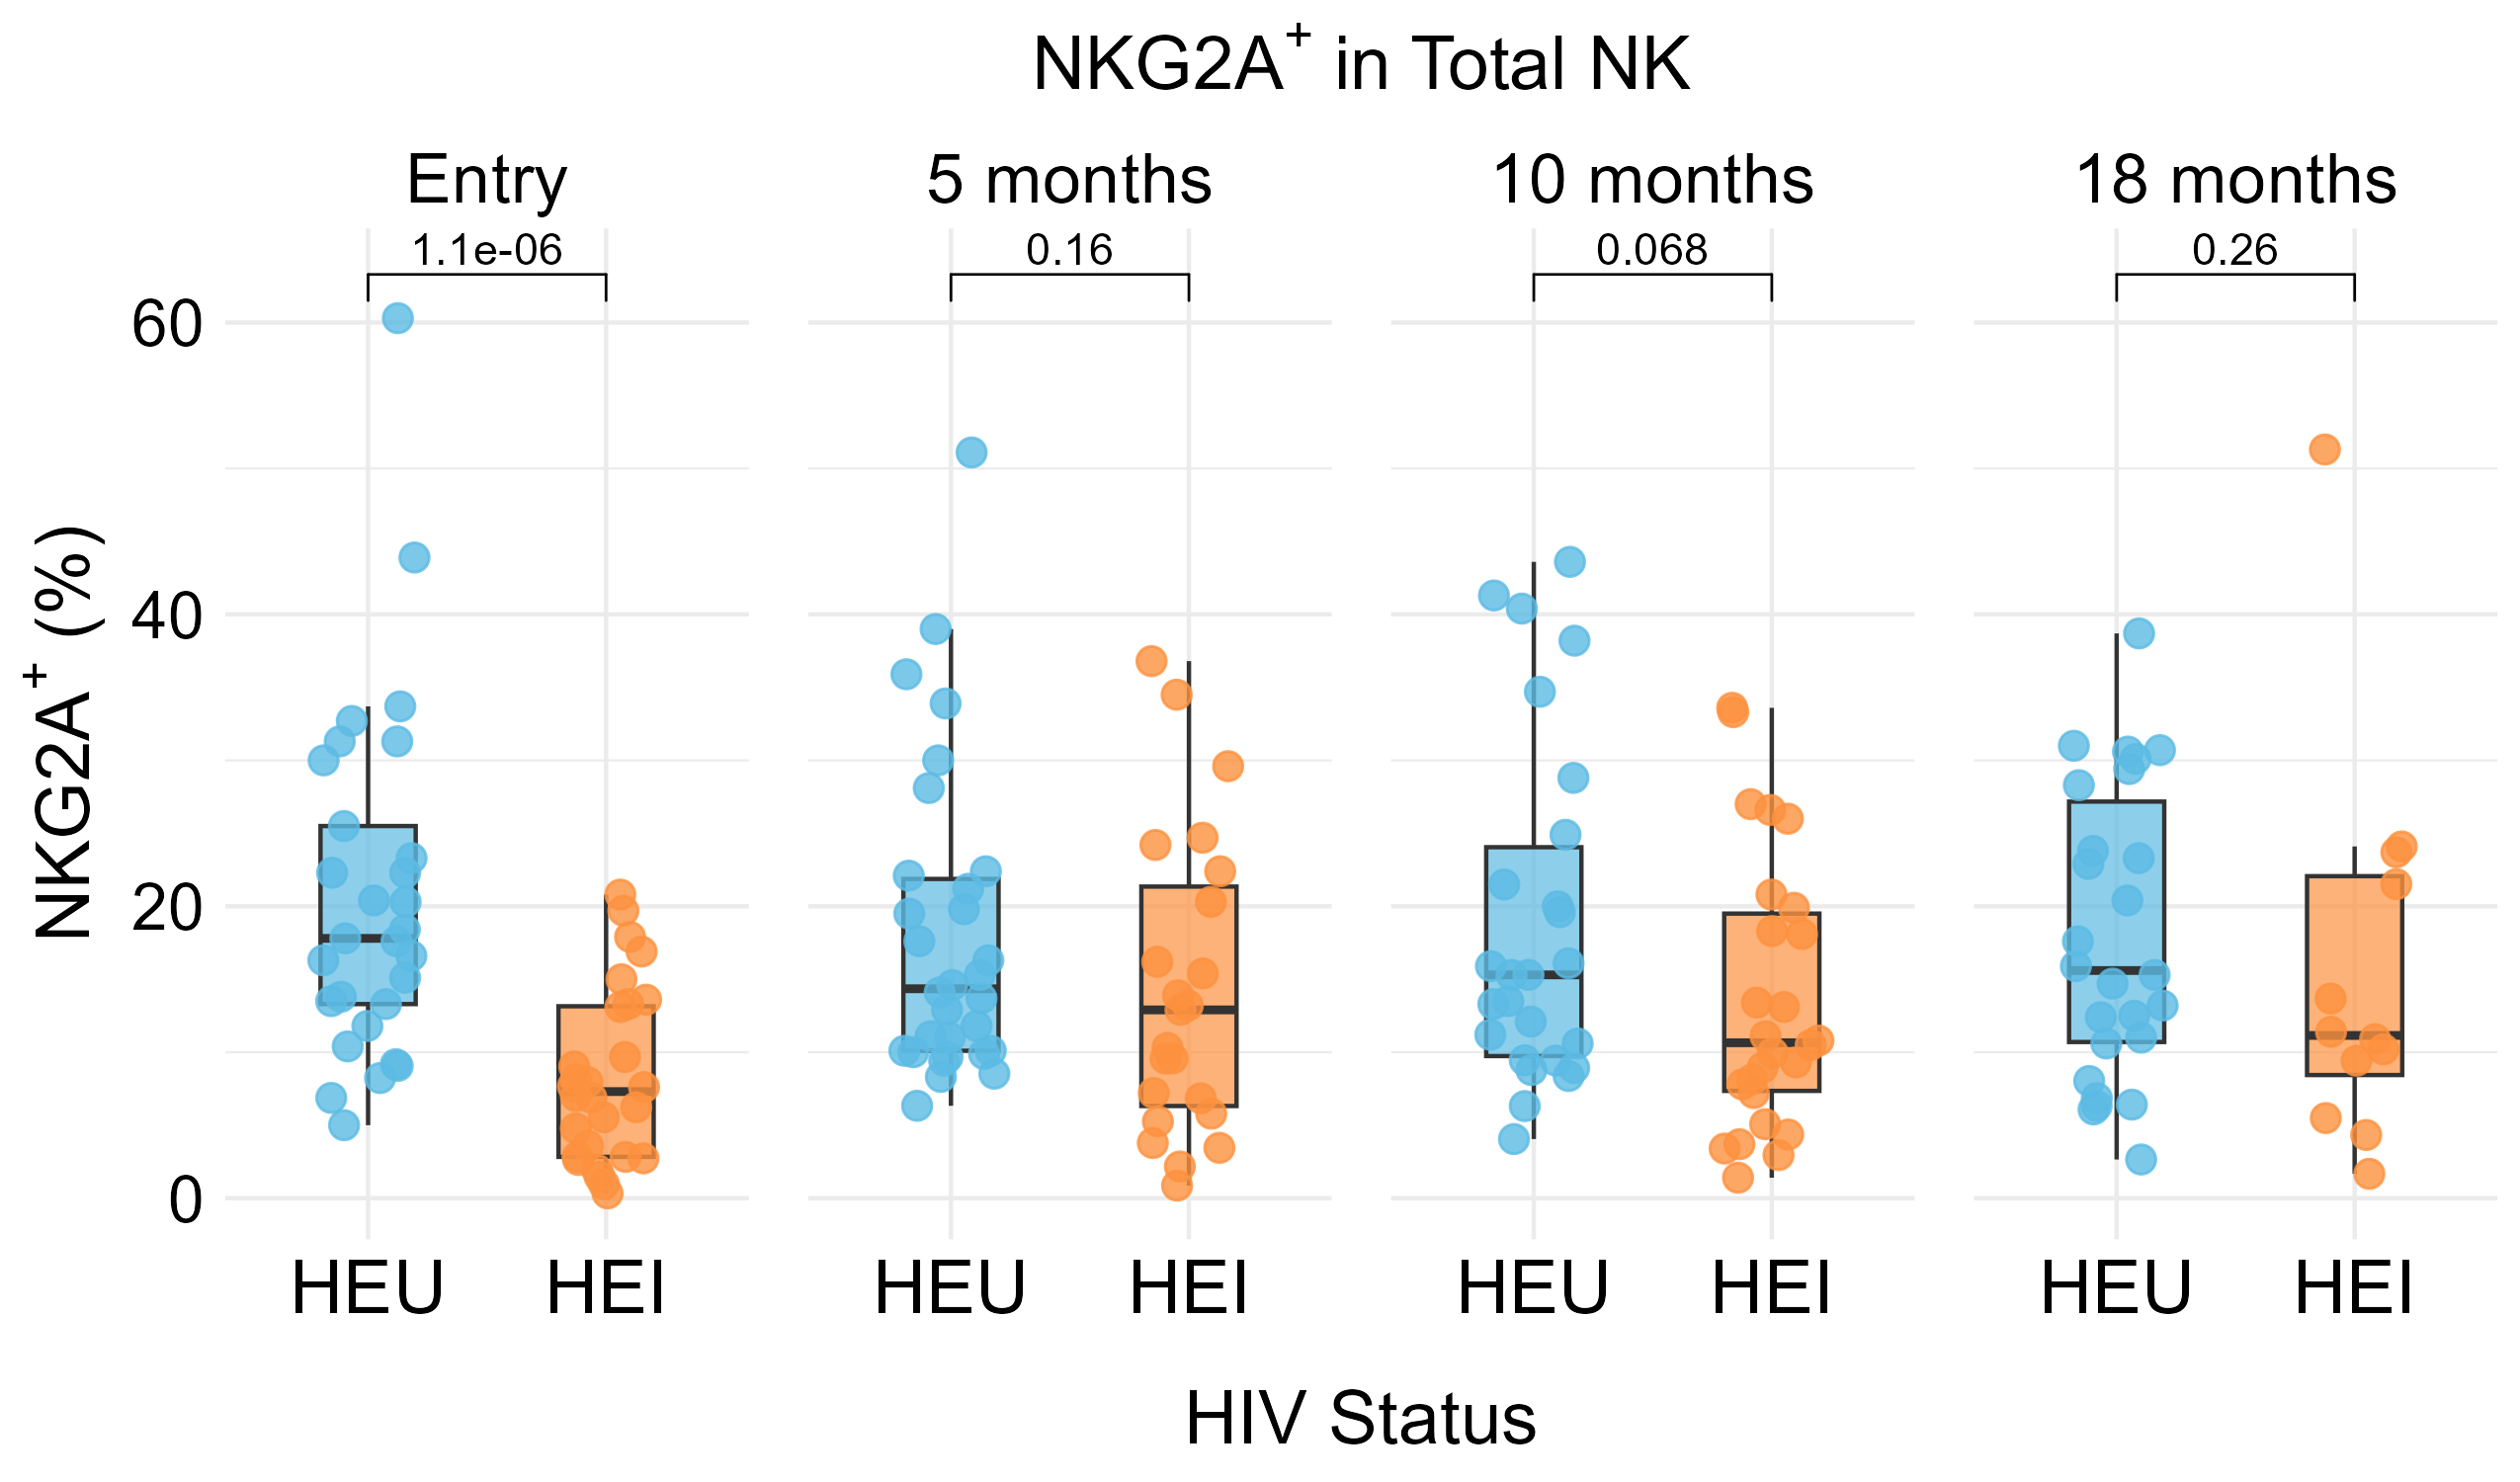 NKG2A⁺ in Total NK
Entry 5 months 10 months 18 months
1.1e-06 0.16 0.068 0.26
60
40
20
0
NKG2A⁺ (%)
HEU HEI HEU HEI HEU HEI HEU HEI
HIV Status